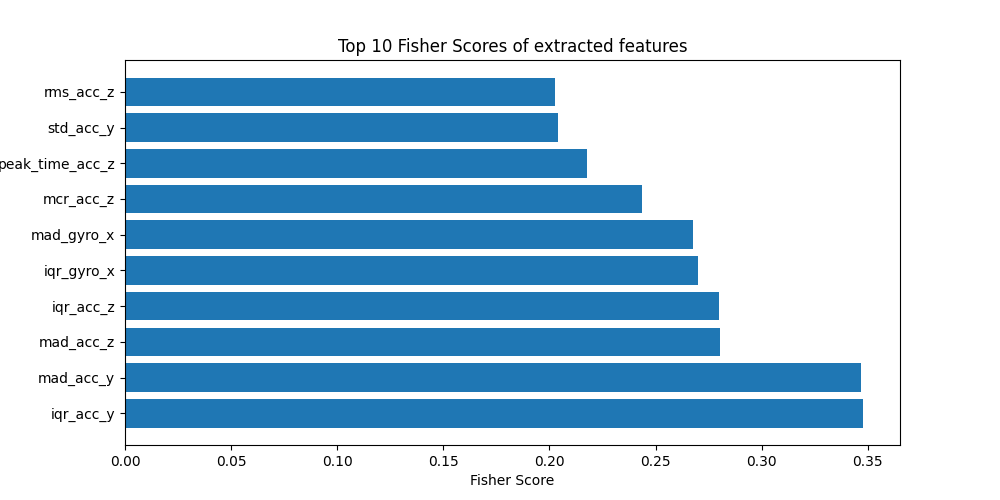 Top 10 Fisher Scores of extracted features
rms_acc_z
std_acc_y
peak_time_acc_z
mcr_acc_z
mad_gyro_x
iqr_gyro_x
iqr_acc_z
mad_acc_z
mad_acc_y
iqr_acc_y
0.00 0.05 0.10 0.15 0.20 0.25 0.30 0.35
Fisher Score